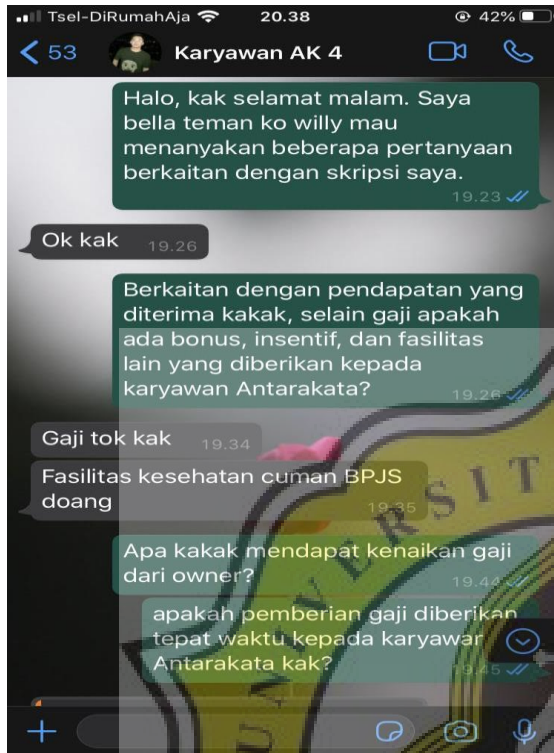 Tsel-DiRumahAja 20.38 42%
53 Karyawan AK 4
Halo, kak selamat malam. Saya
bella teman ko willy mau
menanyakan beberapa pertanyaan
berkaitan dengan skripsi saya.
19.23
Ok kak 19.26
Berkaitan dengan pendapatan yang
diterima kakak, selain gaji apakah
ada bonus, insentif, dan fasilitas
lain yang diberikan kepada
karyawan Antarakata?
19.26
Gaji tok kak 19.34
Fasilitas kesehatan cuman BPJS
doang 19.35
Apa kakak mendapat kenaikan gaji
dari owner? 19.44
apakah pemberian gaji diberikan
tepat waktu kepada karyawan
Antarakata kak? 19.45
UNIVERSIT